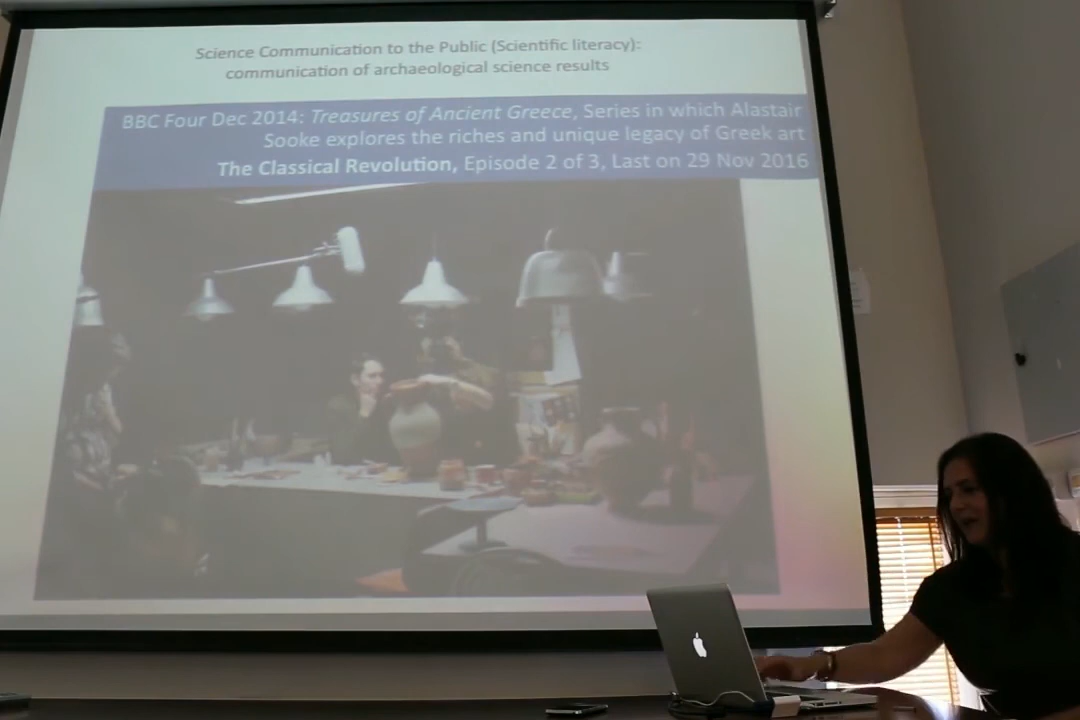 Science Communication to the Public (Scientific literacy):
communication of archaeological science results
BBC Four Dec 2014: Treasures of Ancient Greece, Series in which Alastair
Sooke explores the riches and unique legacy of Greek art
The Classical Revolution, Episode 2 of 3, Last on 29 Nov 2016